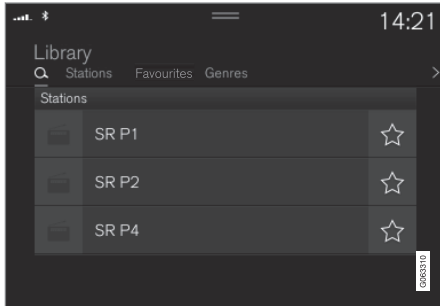 14:21
Library
Stations Favourites Genres
Stations
SR P1
SR P2
SR P4
G063310